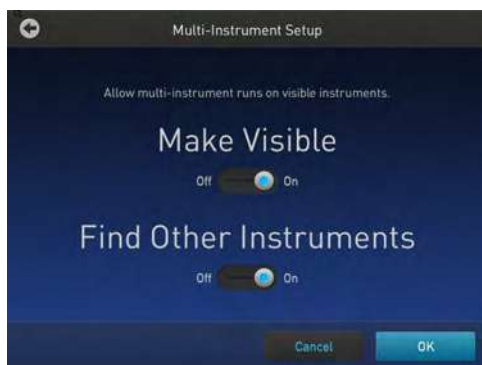 Multi-Instrument Setup
Allow multi-instrument runs on visible instruments.
Make Visible
Off On
Find Other Instruments
Off On
Cancel OK